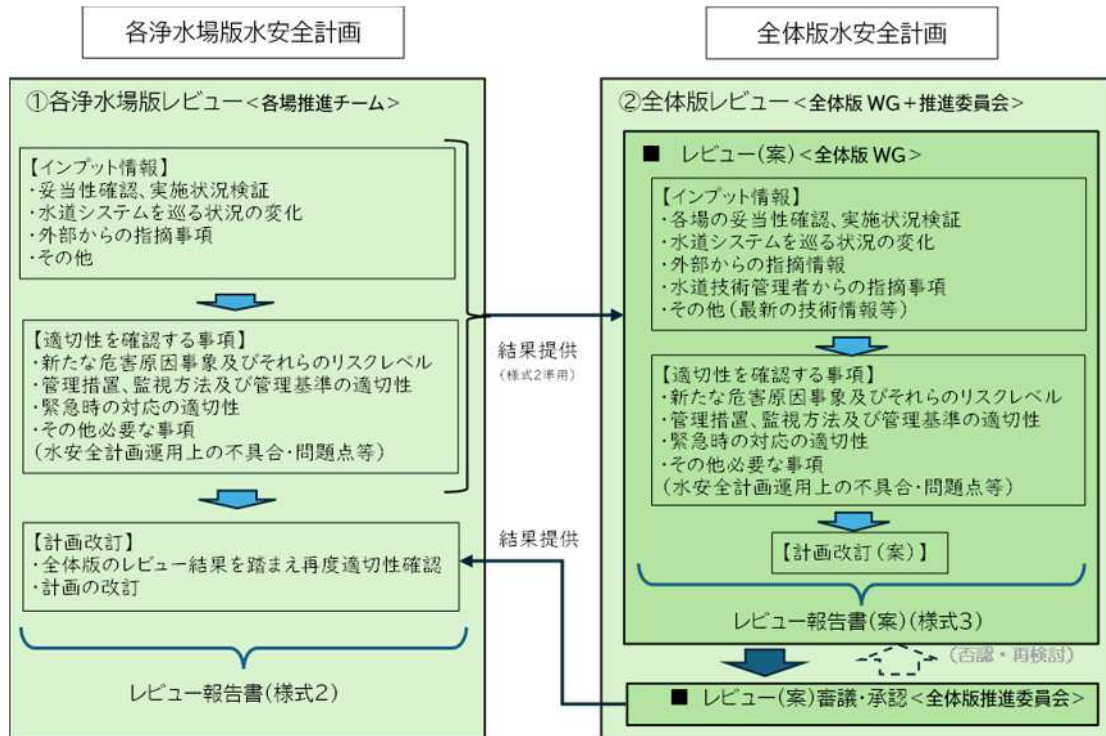 各浄水場版水安全計画
①各浄水場版レビュー<各場推進チーム>
【インプット情報】
・妥当性確認、実施状況検証
・水道システムを巡る状況の変化
・外部からの指摘事項
・その他
【適切性を確認する事項】
・新たな危害原因事象及びそれらのリスクレベル
・管理措置、監視方法及び管理基準の適切性
・緊急時の対応の適切性
・その他必要な事項
(水安全計画運用上の不具合・問題点等)
【計画改訂】
・全体版のレビュー結果を踏まえ再度適切性確認
・計画の改訂
レビュー報告書(様式2)
結果提供
(様式2準用)
結果提供
全体版水安全計画
②全体版レビュー<全体版 WG+推進委員会>
■ レビュー(案)<全体版 WG>
【インプット情報】
・各場の妥当性確認、実施状況検証
・水道システムを巡る状況の変化
・外部からの指摘情報
・水道技術管理者からの指摘事項
・その他(最新の技術情報等)
【適切性を確認する事項】
・新たな危害原因事象及びそれらのリスクレベル
・管理措置、監視方法及び管理基準の適切性
・緊急時の対応の適切性
・その他必要な事項
(水安全計画運用上の不具合・問題点等)
【計画改訂(案)】
レビュー報告書(案)(様式3)
(否認・再検討)
■ レビュー(案)審議・承認<全体版推進委員会>